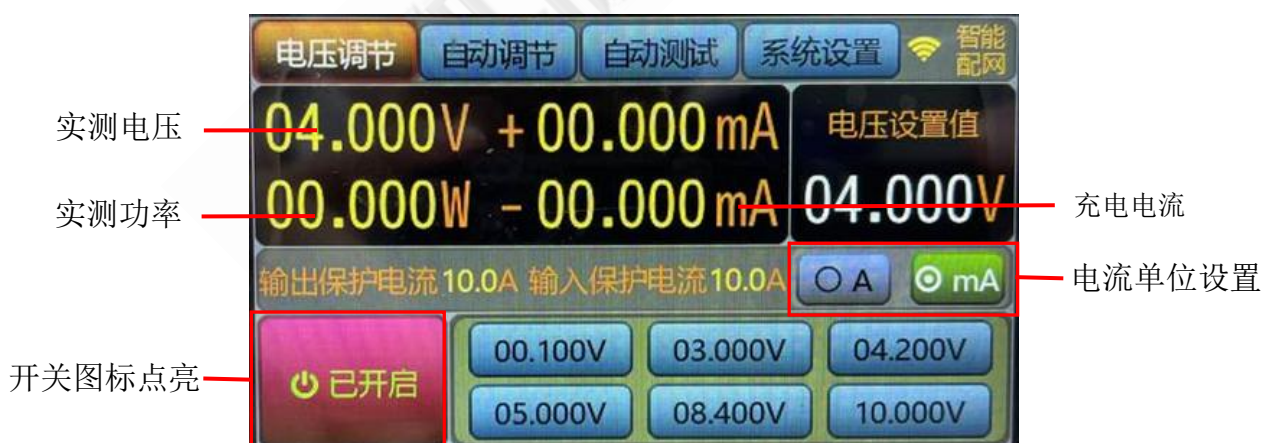 电压调节 自动调节 自动测试 系统设置 智能配网
实测电压
04.000V + 00.000mA
电压设置值
实测功率
00.000W - 00.000mA
04.000V
充电电流
输出保护电流10.0A 输入保护电流10.0A
A mA
电流单位设置
开关图标点亮
已开启
00.100V 03.000V 04.200V
05.000V 08.400V 10.000V